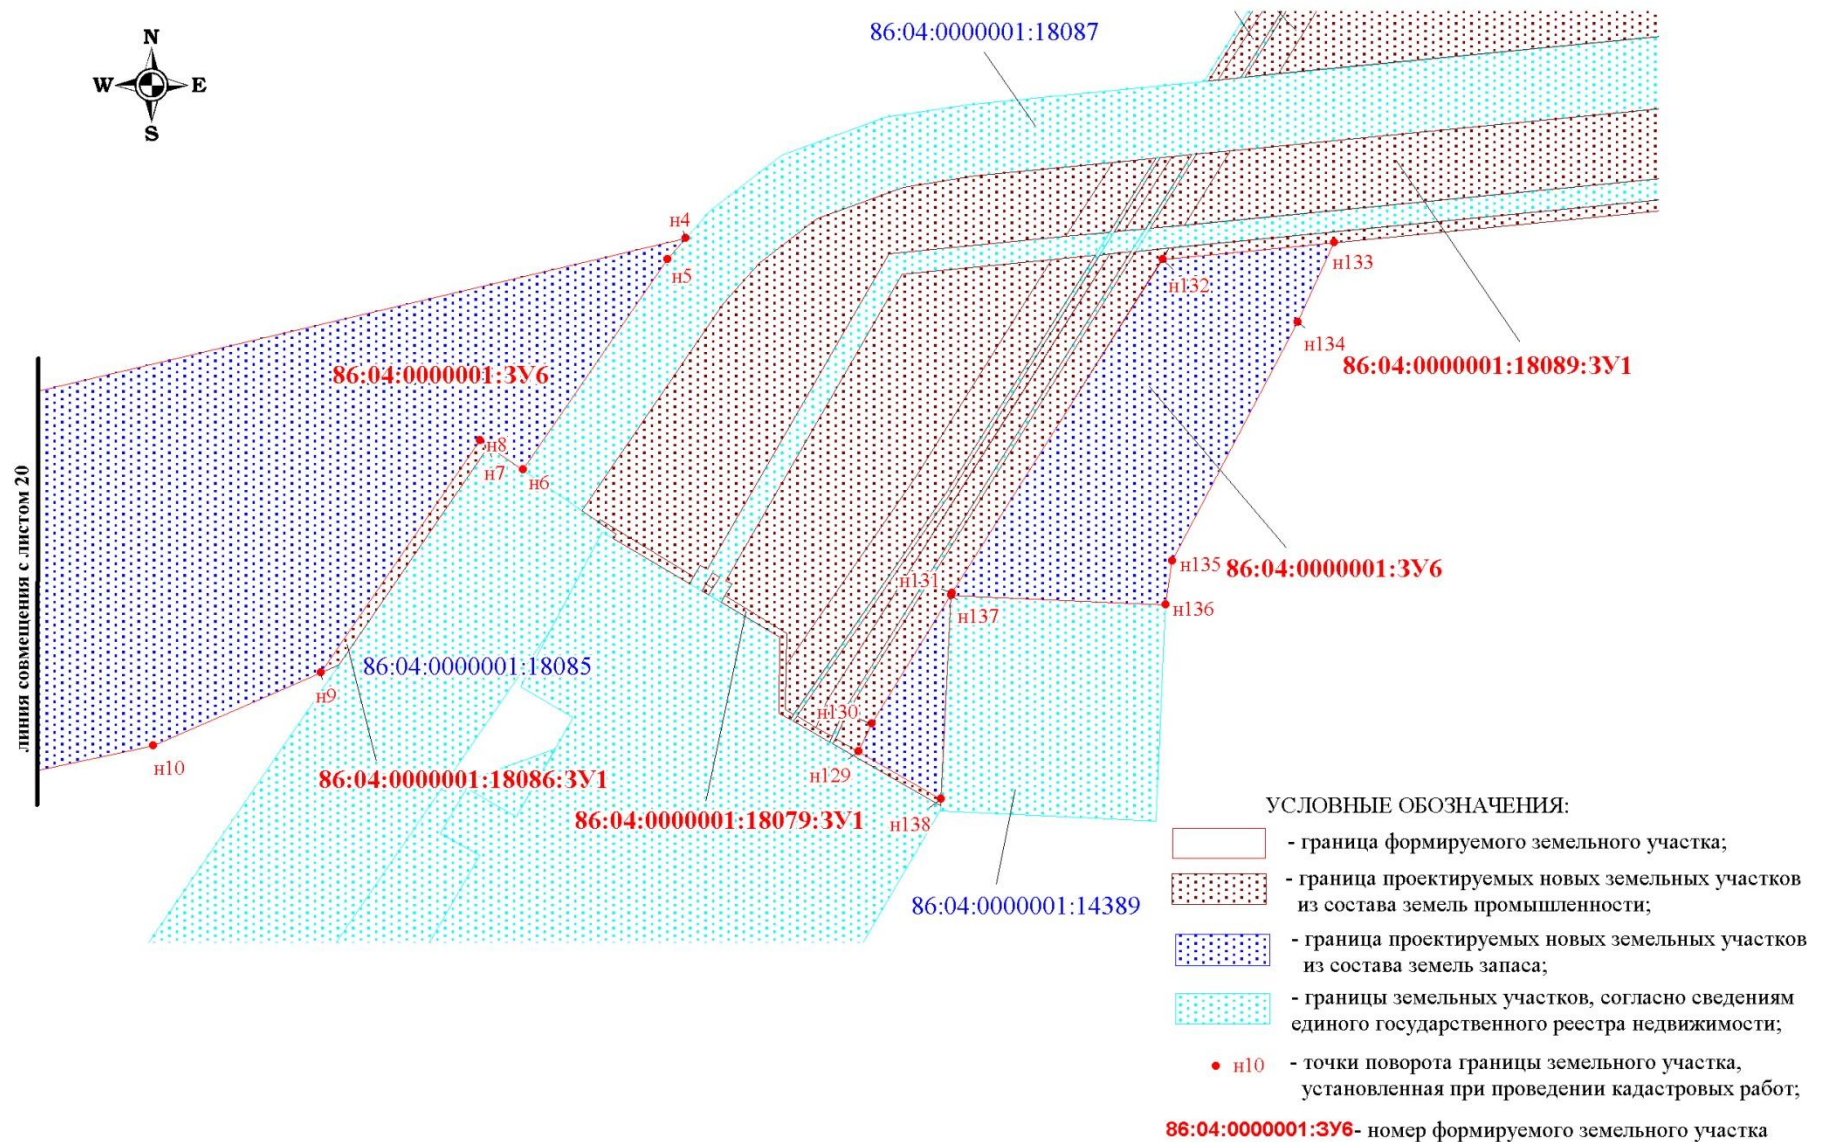 N
W E
S
86:04:0000001:18087
н4
н5
н133
н132
н134
86:04:0000001:ЗУ6
86:04:0000001:18089:ЗУ1
н8
н7
н6
линия совмещения с листом 20
н135
86:04:0000001:ЗУ6
н131
н137
н136
86:04:0000001:18085
н9
н130
н10
н129
86:04:0000001:18086:ЗУ1
86:04:0000001:18079:ЗУ1
н138
86:04:0000001:14389
УСЛОВНЫЕ ОБОЗНАЧЕНИЯ:
- граница формируемого земельного участка;
- граница проектируемых новых земельных участков
из состава земель промышленности;
- граница проектируемых новых земельных участков
из состава земель запаса;
- границы земельных участков, согласно сведениям
единого государственного реестра недвижимости;
н10 - точки поворота границы земельного участка,
установленная при проведении кадастровых работ;
86:04:0000001:ЗУ6- номер формируемого земельного участка